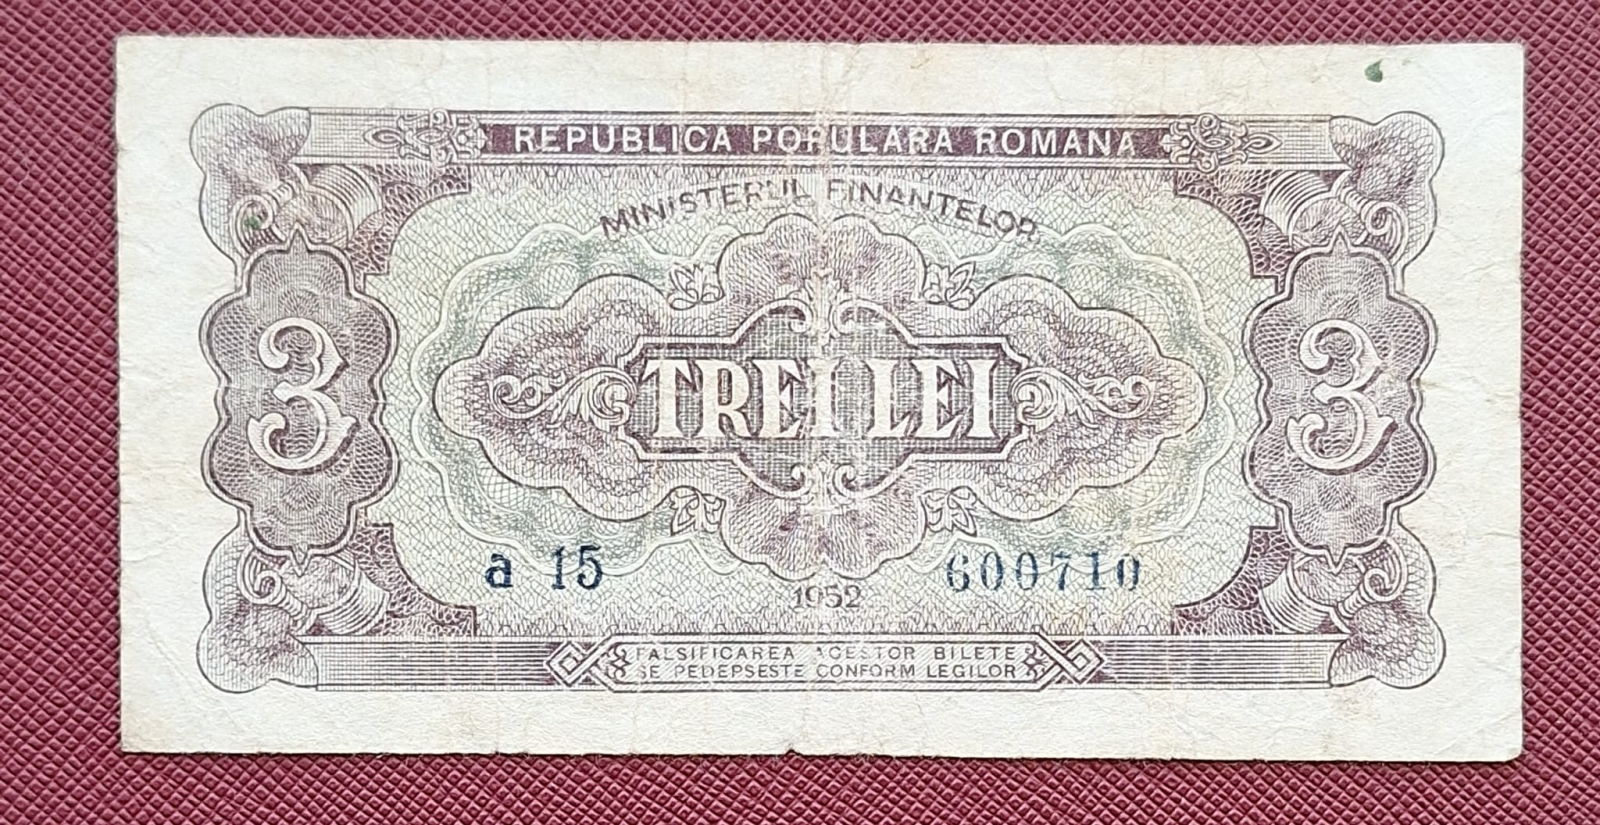 REPUBLICA POPULARA ROMANA
MINISTERUL FINANTELOR
3 TREI LEI 3
a 15 600710
1952
FALSIFICAREA ACESTOR BILETE
SE PEDEPSESTE CONFORM LEGILOR